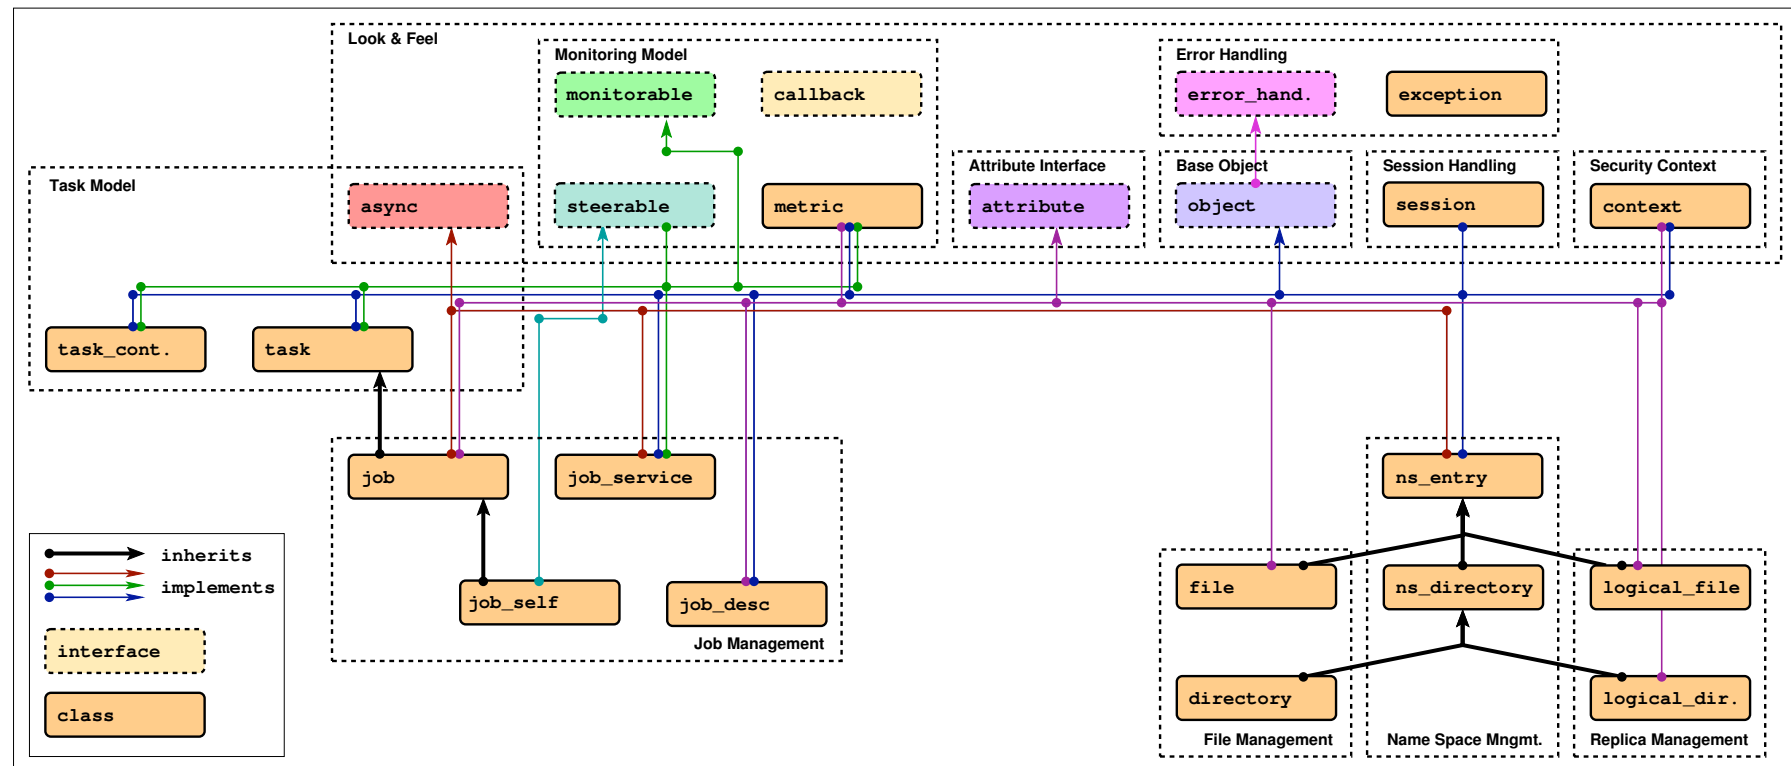 Look & Feel
Monitoring Model
Error Handling
monitorable
callback
error_hand.
exception
Task Model
Attribute Interface
Base Object
Session Handling
Security Context
async
steerable
metric
attribute
object
session
context
task_cont.
task
job
job_service
ns_entry
inherits
implements
interface
class
job_self
job_desc
Job Management
file
ns_directory
logical_file
directory
logical_dir.
File Management
Name Space Mngmt.
Replica Management